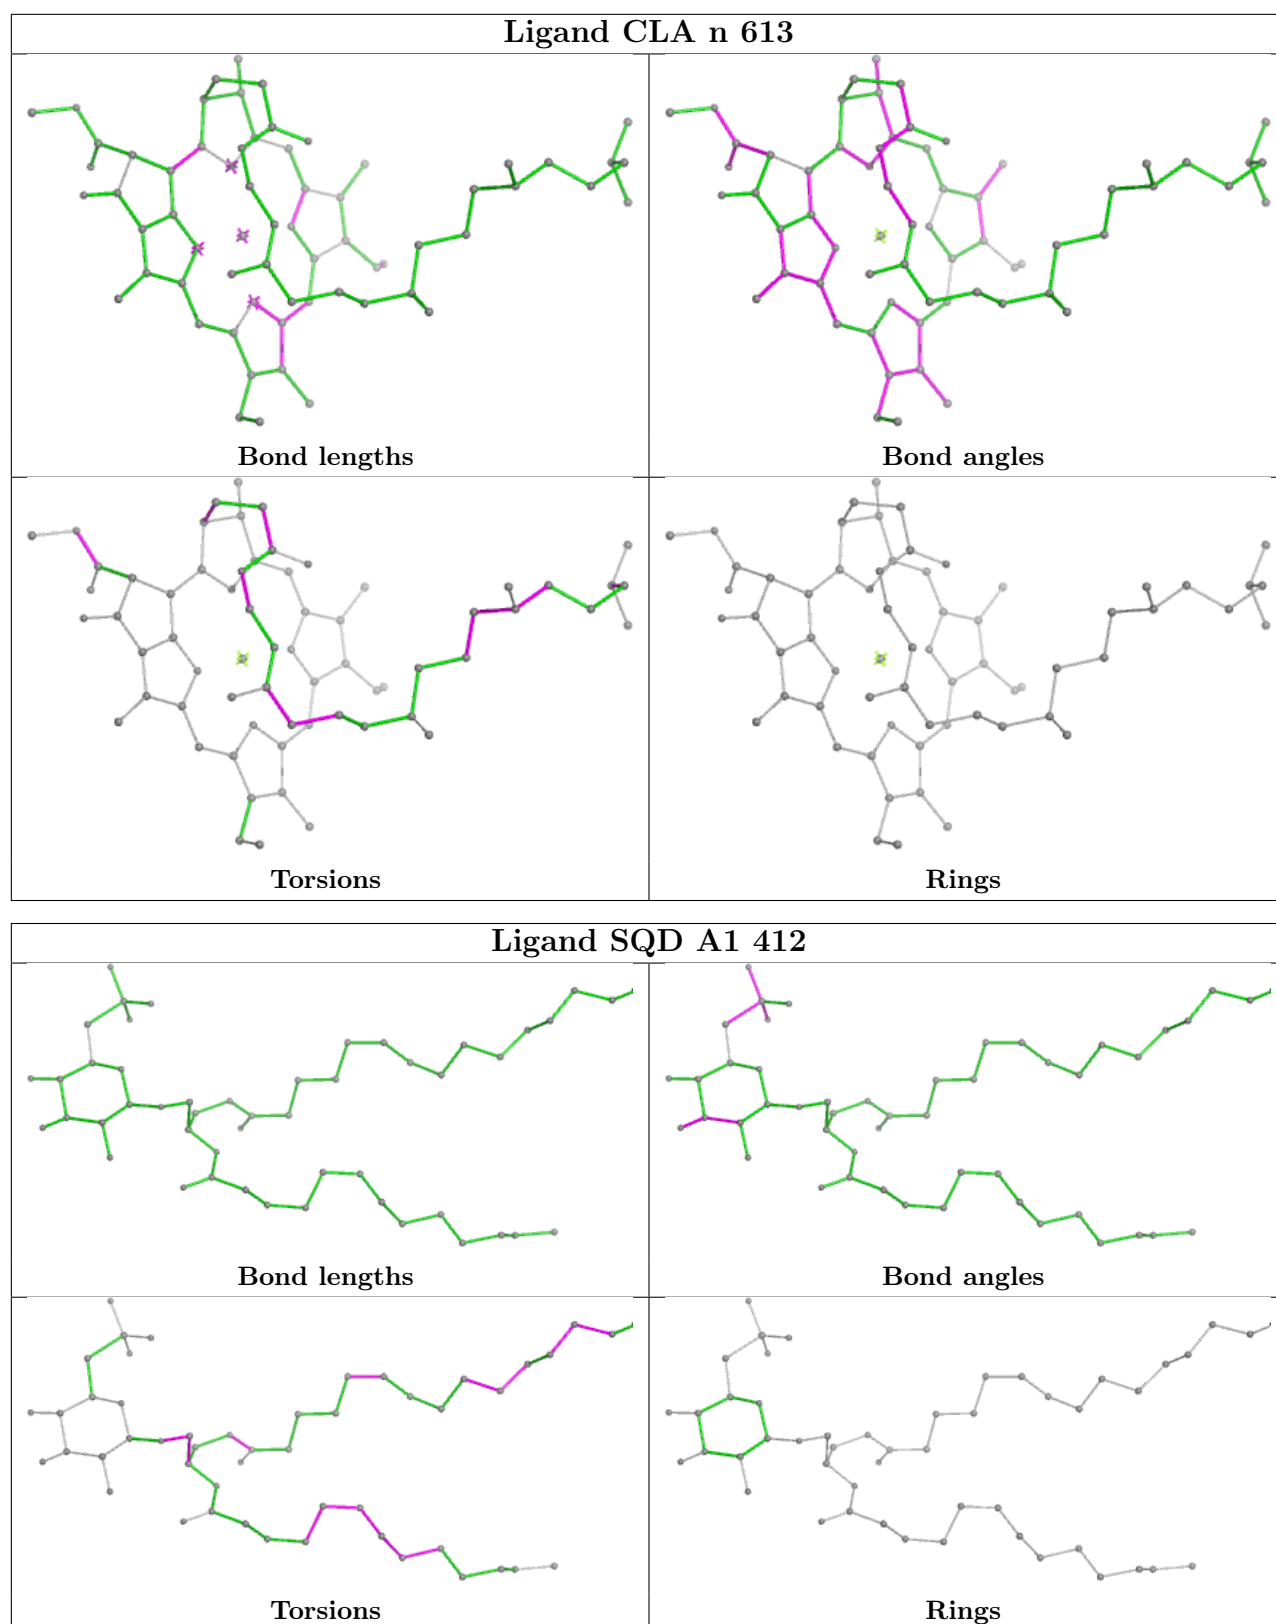 Ligand CLA n 613
Bond lengths
Bond angles
Torsions
Rings
Ligand SQD A1 412
Bond lengths
Bond angles
Torsions
Rings